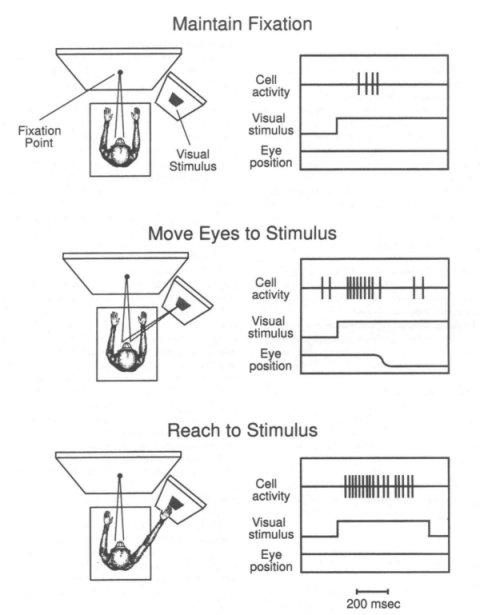 Maintain Fixation
Cell
activity
Visual
stimulus
Eye
position
Fixation
Point
Visual
Stimulus
Move Eyes to Stimulus
Cell
activity
Visual
stimulus
Eye
position
Reach to Stimulus
Cell
activity
Visual
stimulus
Eye
position
200 msec